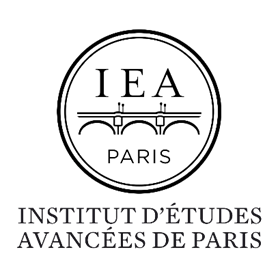 IEA
PARIS
INSTITUT D'ÉTUDES
AVANCÉES DE PARIS